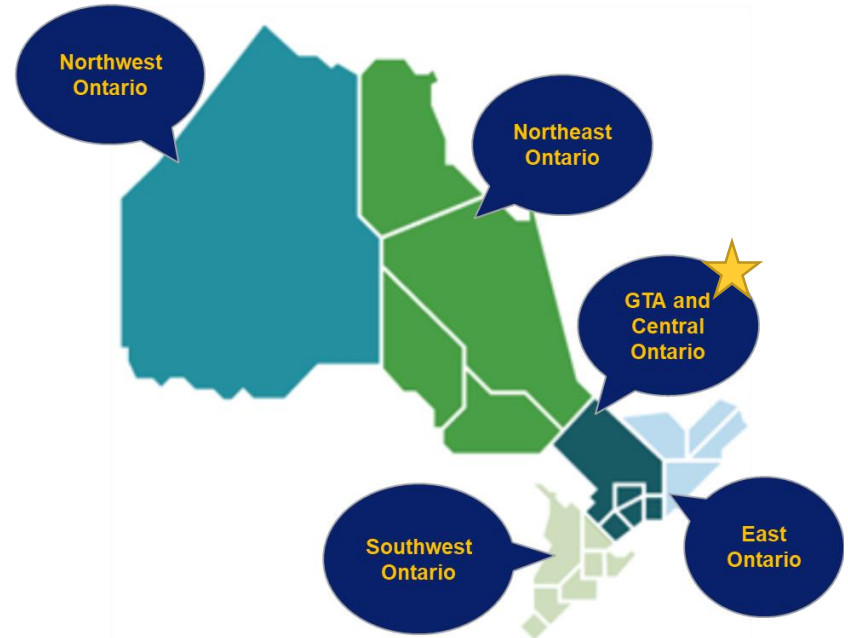 Northwest
Ontario
Northeast
Ontario
GTA and
Central
Ontario
Southwest
Ontario
East
Ontario